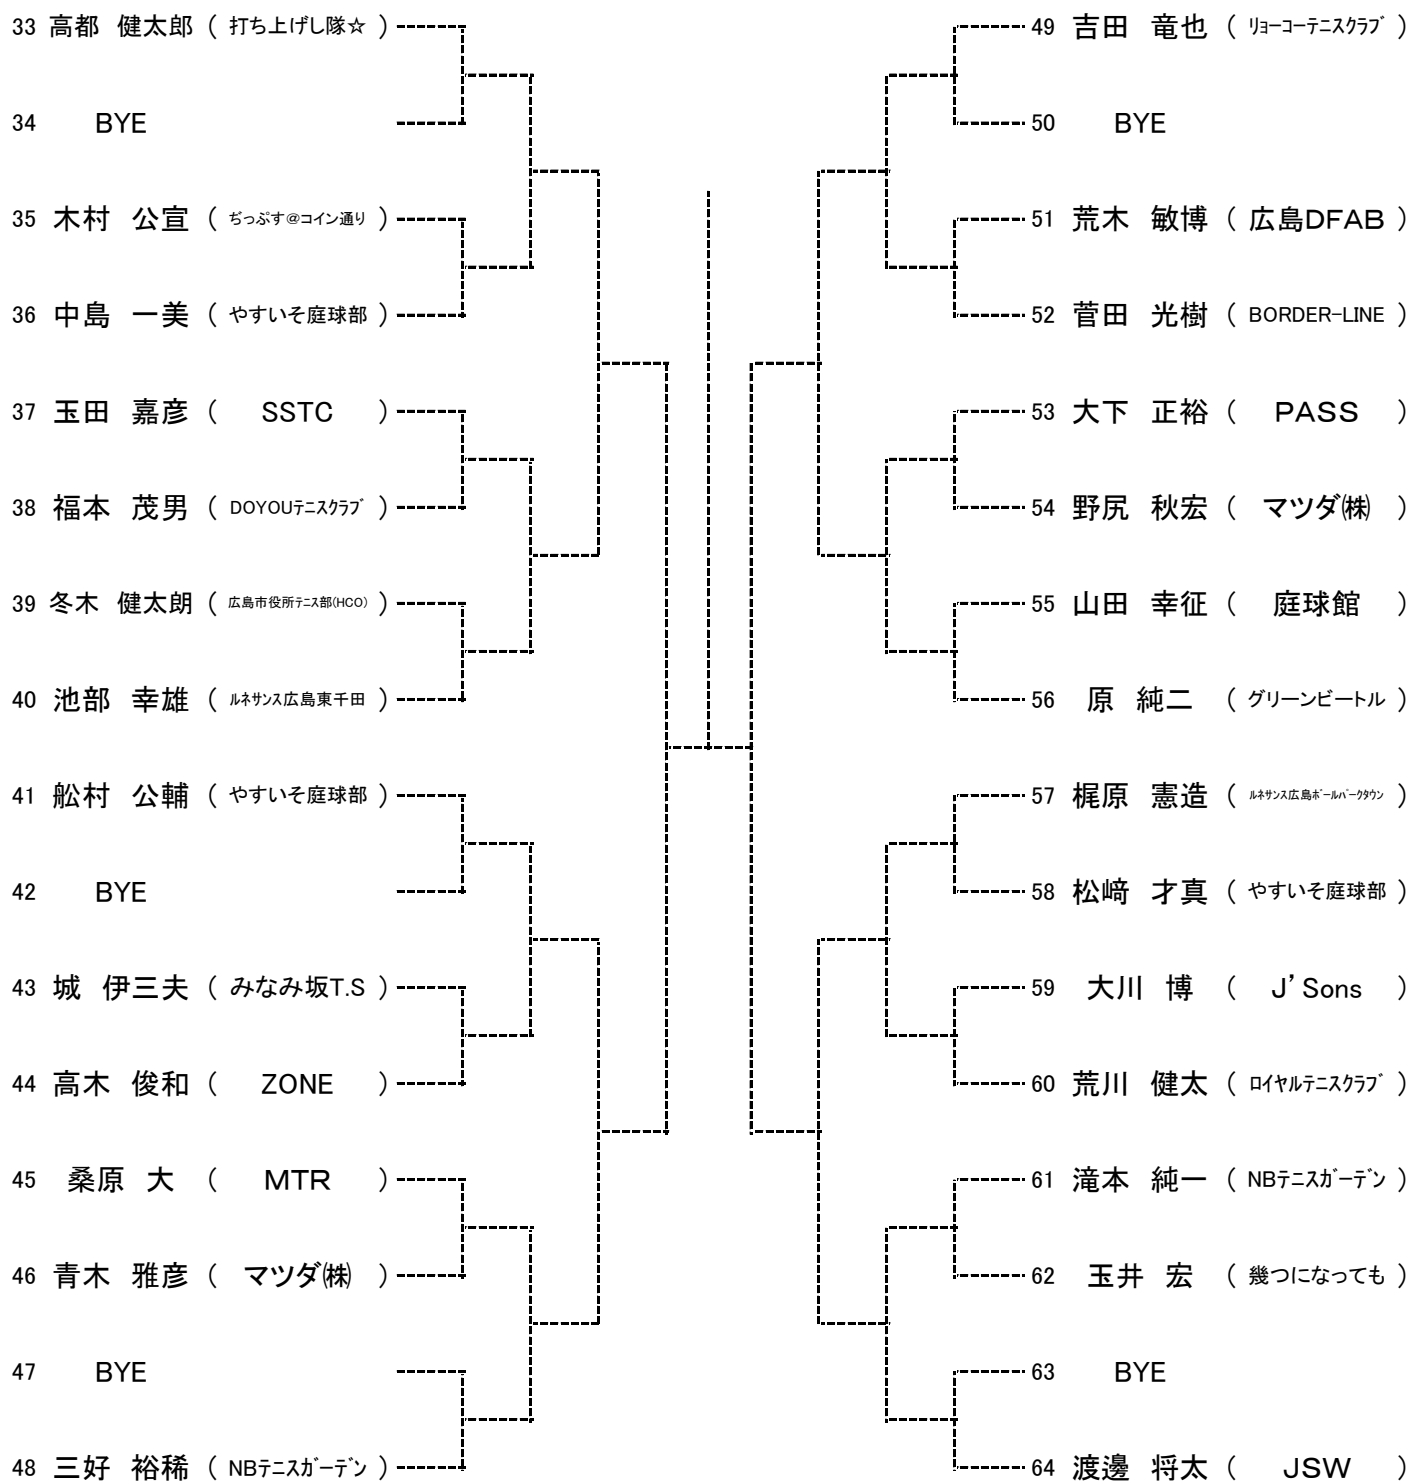 33 高都 健太郎 ( 打ち上げし隊☆ )
34 BYE
35 木村 公宣 ( ぢっぷす@コイン通り )
36 中島 一美 ( やすいそ庭球部 )
37 玉田 嘉彦 ( SSTC )
38 福本 茂男 ( DOYOUﾃﾆｽｸﾗﾌﾞ )
39 冬木 健太朗 ( 広島市役所ﾃﾆｽ部(HCO) )
40 池部 幸雄 ( ﾙﾈｻﾝｽ広島東千田 )
41 舩村 公輔 ( やすいそ庭球部 )
42 BYE
43 城 伊三夫 ( みなみ坂T.S )
44 高木 俊和 ( ZONE )
45 桑原 大 ( MTR )
46 青木 雅彦 ( マツダ㈱ )
47 BYE
48 三好 裕稀 ( NBﾃﾆｽｶﾞｰﾃﾞﾝ )
49 吉田 竜也 ( ﾘｮｰｺｰﾃﾆｽｸﾗﾌﾞ )
50 BYE
51 荒木 敏博 ( 広島DFAB )
52 菅田 光樹 ( BORDER-LINE )
53 大下 正裕 ( PASS )
54 野尻 秋宏 ( マツダ㈱ )
55 山田 幸征 ( 庭球館 )
56 原 純二 ( グリーンビートル )
57 梶原 憲造 ( ﾙﾈｻﾝｽ広島ﾎﾞｰﾙﾊﾟｰｸﾀｳﾝ )
58 松﨑 才真 ( やすいそ庭球部 )
59 大川 博 ( J’Sons )
60 荒川 健太 ( ﾛｲﾔﾙﾃﾆｽｸﾗﾌﾞ )
61 滝本 純一 ( NBﾃﾆｽｶﾞｰﾃﾞﾝ )
62 玉井 宏 ( 幾つになっても )
63 BYE
64 渡邊 将太 ( JSW )